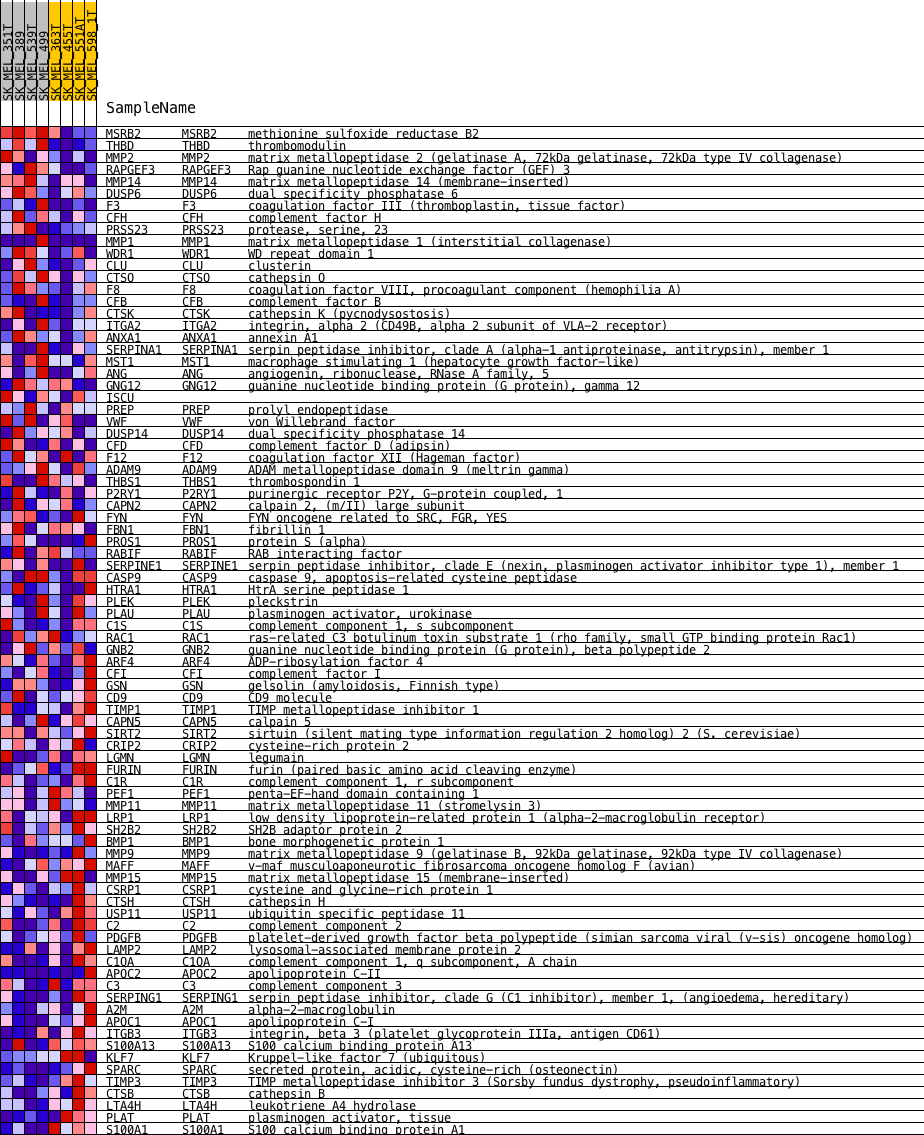 SK_MEL_351T
SK_MEL_389
SK_MEL_539T
SK_MEL_499
SK_MEL_363T
SK_MEL_455T
SK_MEL_551AT
SK_MEL_598_1T
SampleName
MSRB2 MSRB2 methionine sulfoxide reductase B2
THBD THBD thrombomodulin
MMP2 MMP2 matrix metallopeptidase 2 (gelatinase A, 72kDa gelatinase, 72kDa type IV collagenase)
RAPGEF3 RAPGEF3 Rap guanine nucleotide exchange factor (GEF) 3
MMP14 MMP14 matrix metallopeptidase 14 (membrane-inserted)
DUSP6 DUSP6 dual specificity phosphatase 6
F3 F3 coagulation factor III (thromboplastin, tissue factor)
CFH CFH complement factor H
PRSS23 PRSS23 protease, serine, 23
MMP1 MMP1 matrix metallopeptidase 1 (interstitial collagenase)
WDR1 WDR1 WD repeat domain 1
CLU CLU clusterin
CTSO CTSO cathepsin O
F8 F8 coagulation factor VIII, procoagulant component (hemophilia A)
CFB CFB complement factor B
CTSK CTSK cathepsin K (pycnodysostosis)
ITGA2 ITGA2 integrin, alpha 2 (CD49B, alpha 2 subunit of VLA-2 receptor)
ANXA1 ANXA1 annexin A1
SERPINA1 SERPINA1 serpin peptidase inhibitor, clade A (alpha-1 antiproteinase, antitrypsin), member 1
MST1 MST1 macrophage stimulating 1 (hepatocyte growth factor-like)
ANG ANG angiogenin, ribonuclease, RNase A family, 5
GNG12 GNG12 guanine nucleotide binding protein (G protein), gamma 12
ISCU
PREP PREP prolyl endopeptidase
VWF VWF von Willebrand factor
DUSP14 DUSP14 dual specificity phosphatase 14
CFD CFD complement factor D (adipsin)
F12 F12 coagulation factor XII (Hageman factor)
ADAM9 ADAM9 ADAM metallopeptidase domain 9 (meltrin gamma)
THBS1 THBS1 thrombospondin 1
P2RY1 P2RY1 purinergic receptor P2Y, G-protein coupled, 1
CAPN2 CAPN2 calpain 2, (m/II) large subunit
FYN FYN FYN oncogene related to SRC, FGR, YES
FBN1 FBN1 fibrillin 1
PROS1 PROS1 protein S (alpha)
RABIF RABIF RAB interacting factor
SERPINE1 SERPINE1 serpin peptidase inhibitor, clade E (nexin, plasminogen activator inhibitor type 1), member 1
CASP9 CASP9 caspase 9, apoptosis-related cysteine peptidase
HTRA1 HTRA1 HtrA serine peptidase 1
PLEK PLEK pleckstrin
PLAU PLAU plasminogen activator, urokinase
C1S C1S complement component 1, s subcomponent
RAC1 RAC1 ras-related C3 botulinum toxin substrate 1 (rho family, small GTP binding protein Rac1)
GNB2 GNB2 guanine nucleotide binding protein (G protein), beta polypeptide 2
ARF4 ARF4 ADP-ribosylation factor 4
CFI CFI complement factor I
GSN GSN gelsolin (amyloidosis, Finnish type)
CD9 CD9 CD9 molecule
TIMP1 TIMP1 TIMP metallopeptidase inhibitor 1
CAPN5 CAPN5 calpain 5
SIRT2 SIRT2 sirtuin (silent mating type information regulation 2 homolog) 2 (S. cerevisiae)
CRIP2 CRIP2 cysteine-rich protein 2
LGMN LGMN legumain
FURIN FURIN furin (paired basic amino acid cleaving enzyme)
C1R C1R complement component 1, r subcomponent
PEF1 PEF1 penta-EF-hand domain containing 1
MMP11 MMP11 matrix metallopeptidase 11 (stromelysin 3)
LRP1 LRP1 low density lipoprotein-related protein 1 (alpha-2-macroglobulin receptor)
SH2B2 SH2B2 SH2B adaptor protein 2
BMP1 BMP1 bone morphogenetic protein 1
MMP9 MMP9 matrix metallopeptidase 9 (gelatinase B, 92kDa gelatinase, 92kDa type IV collagenase)
MAFF MAFF v-maf musculoaponeurotic fibrosarcoma oncogene homolog F (avian)
MMP15 MMP15 matrix metallopeptidase 15 (membrane-inserted)
CSRP1 CSRP1 cysteine and glycine-rich protein 1
CTSH CTSH cathepsin H
USP11 USP11 ubiquitin specific peptidase 11
C2 C2 complement component 2
PDGFB PDGFB platelet-derived growth factor beta polypeptide (simian sarcoma viral (v-sis) oncogene homolog)
LAMP2 LAMP2 lysosomal-associated membrane protein 2
C1QA C1QA complement component 1, q subcomponent, A chain
APOC2 APOC2 apolipoprotein C-II
C3 C3 complement component 3
SERPING1 SERPING1 serpin peptidase inhibitor, clade G (C1 inhibitor), member 1, (angioedema, hereditary)
A2M A2M alpha-2-macroglobulin
APOC1 APOC1 apolipoprotein C-I
ITGB3 ITGB3 integrin, beta 3 (platelet glycoprotein IIIa, antigen CD61)
S100A13 S100A13 S100 calcium binding protein A13
KLF7 KLF7 Kruppel-like factor 7 (ubiquitous)
SPARC SPARC secreted protein, acidic, cysteine-rich (osteonectin)
TIMP3 TIMP3 TIMP metallopeptidase inhibitor 3 (Sorsby fundus dystrophy, pseudoinflammatory)
CTSB CTSB cathepsin B
LTA4H LTA4H leukotriene A4 hydrolase
PLAT PLAT plasminogen activator, tissue
S100A1 S100A1 S100 calcium binding protein A1